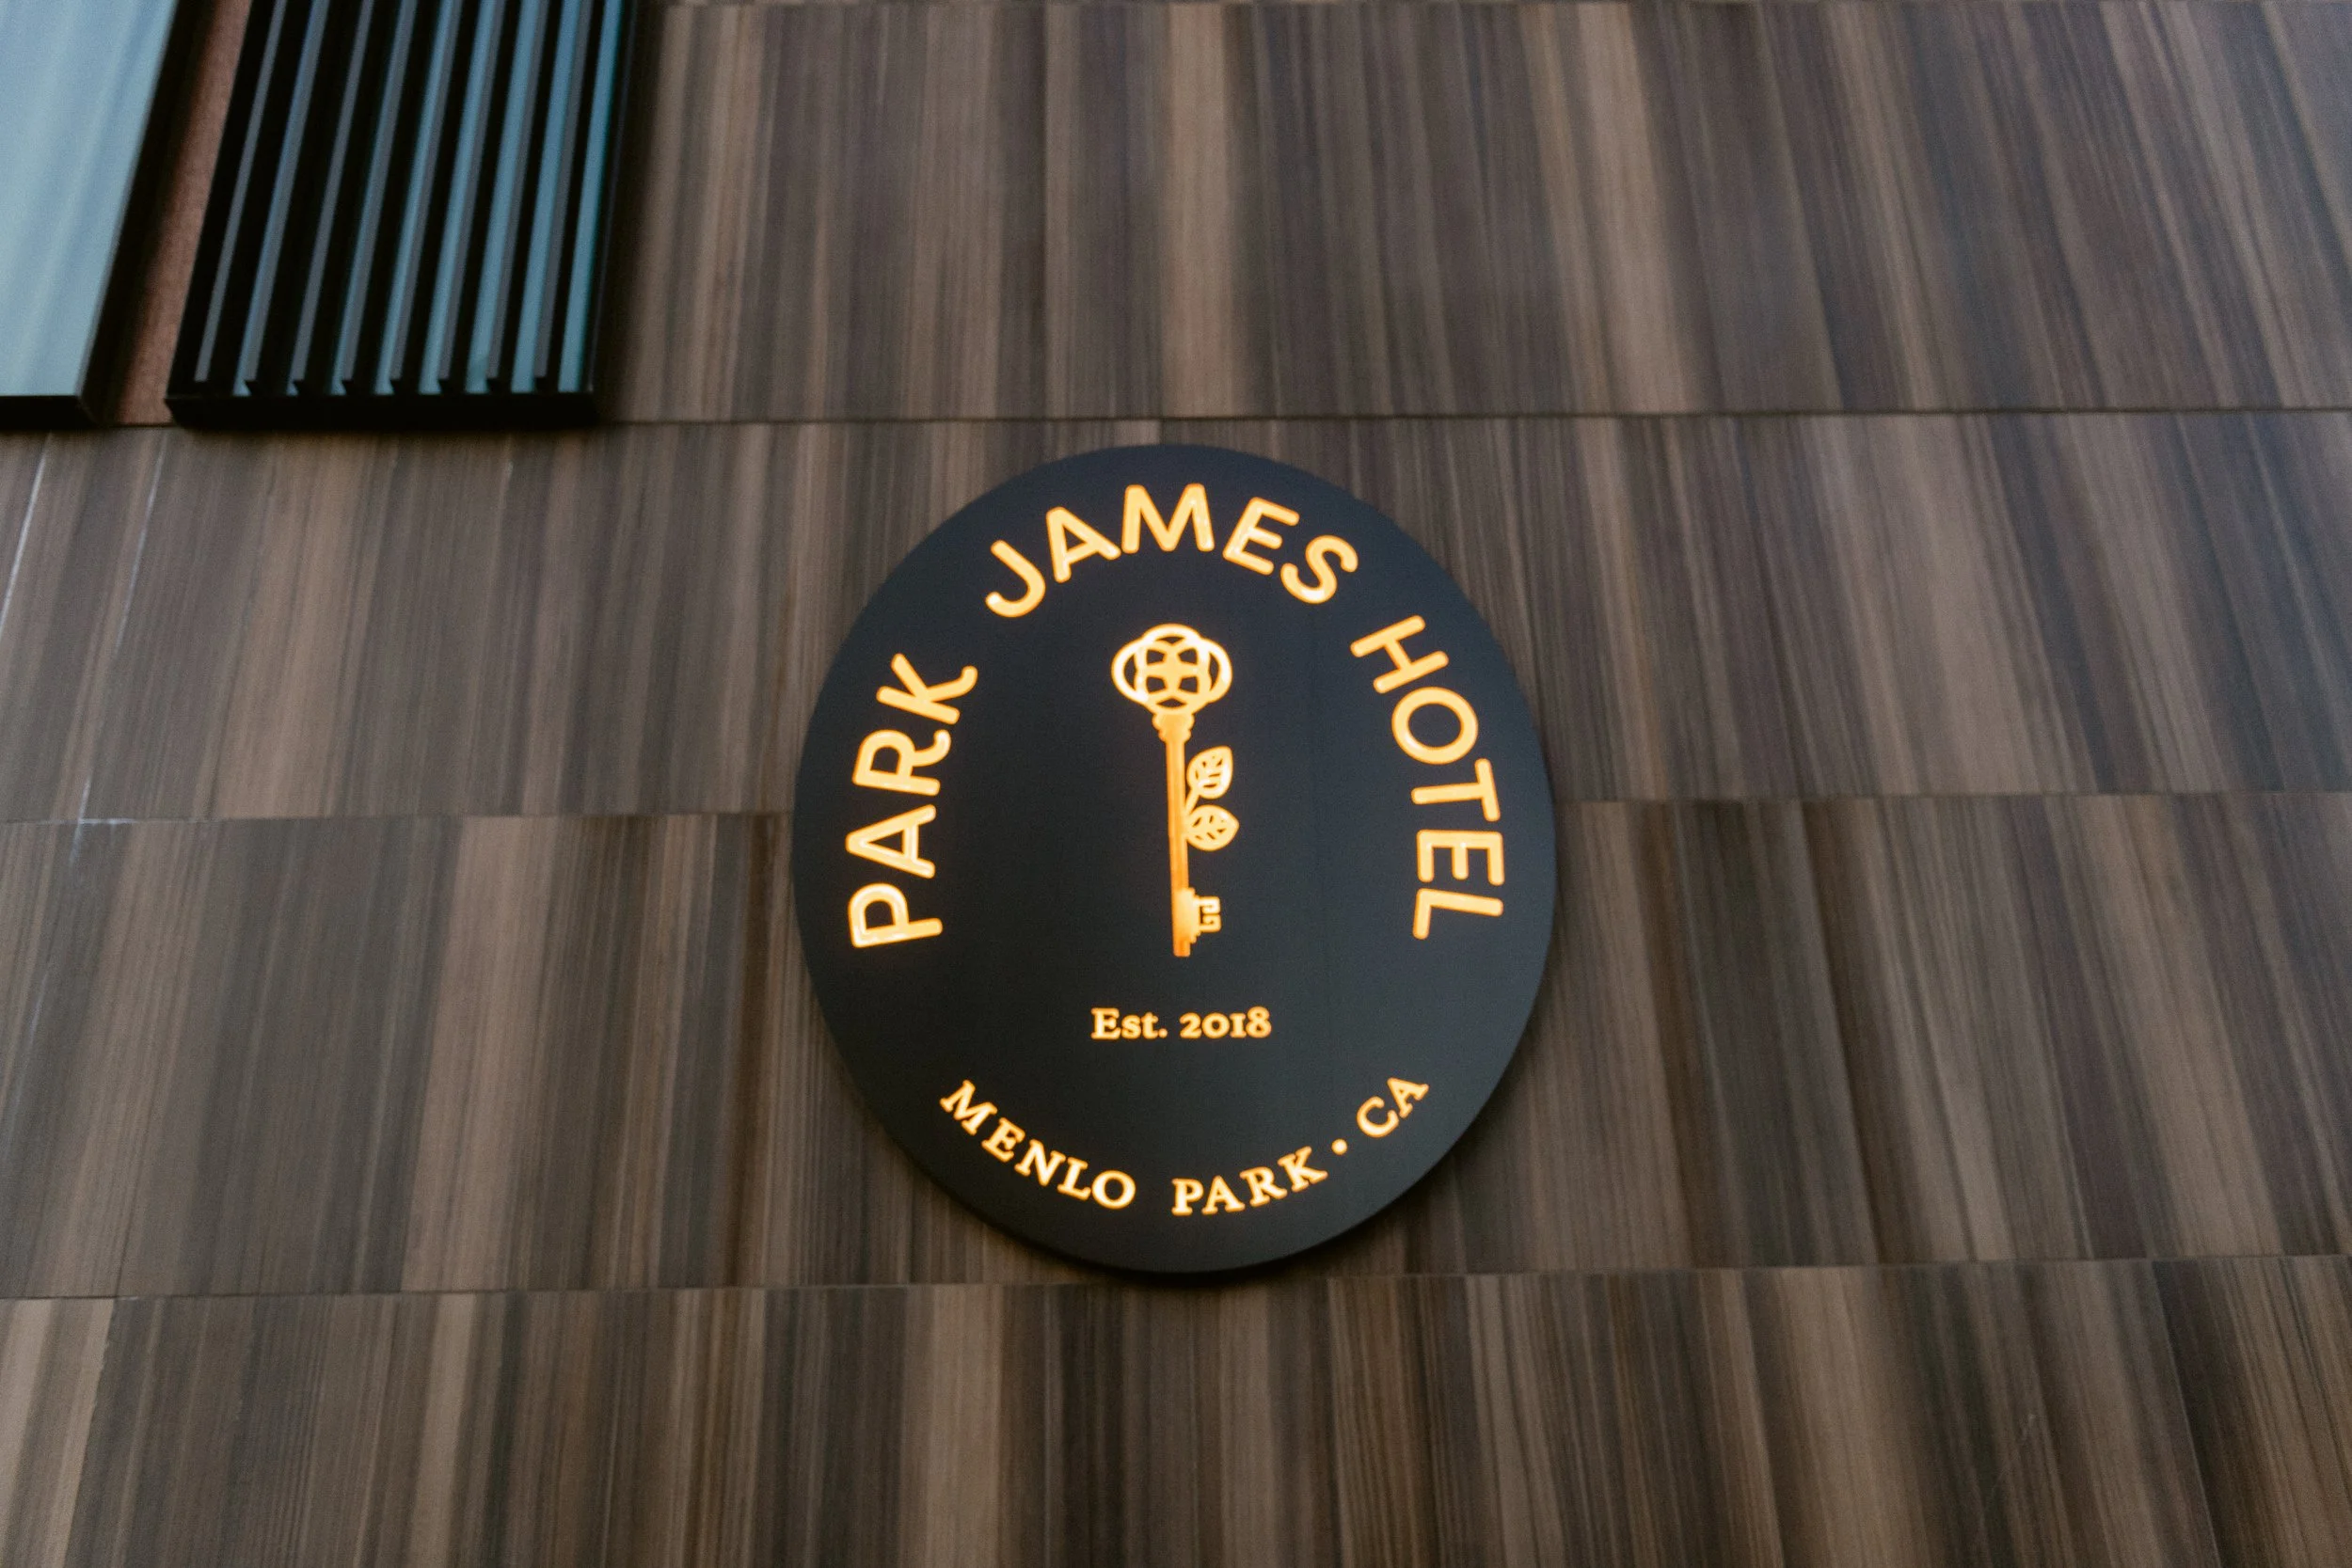 PARK JAMES HOTEL
Est. 2018
MENLO PARK • CA